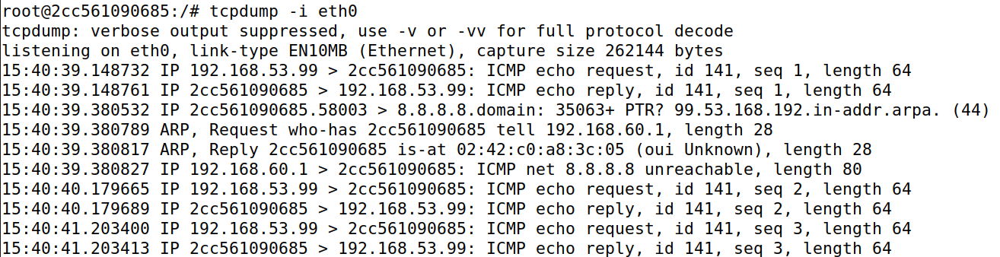 root@2cc561090685:/# tcpdump -i eth0
tcpdump: verbose output suppressed, use -v or -vv for full protocol decode
listening on eth0, link-type EN10MB (Ethernet), capture size 262144 bytes
15:40:39.148732 IP 192.168.53.99 > 2cc561090685: ICMP echo request, id 141, seq 1, length 64
15:40:39.148761 IP 2cc561090685 > 192.168.53.99: ICMP echo reply, id 141, seq 1, length 64
15:40:39.380532 IP 2cc561090685.58003 > 8.8.8.8.domain: 35063+ PTR? 99.53.168.192.in-addr.arpa. (44)
15:40:39.380789 ARP, Request who-has 2cc561090685 tell 192.168.60.1, length 28
15:40:39.380817 ARP, Reply 2cc561090685 is-at 02:42:c0:a8:3c:05 (oui Unknown), length 28
15:40:39.380827 IP 192.168.60.1 > 2cc561090685: ICMP net 8.8.8.8 unreachable, length 80
15:40:40.179665 IP 192.168.53.99 > 2cc561090685: ICMP echo request, id 141, seq 2, length 64
15:40:40.179689 IP 2cc561090685 > 192.168.53.99: ICMP echo reply, id 141, seq 2, length 64
15:40:41.203400 IP 192.168.53.99 > 2cc561090685: ICMP echo request, id 141, seq 3, length 64
15:40:41.203413 IP 2cc561090685 > 192.168.53.99: ICMP echo reply, id 141, seq 3, length 64